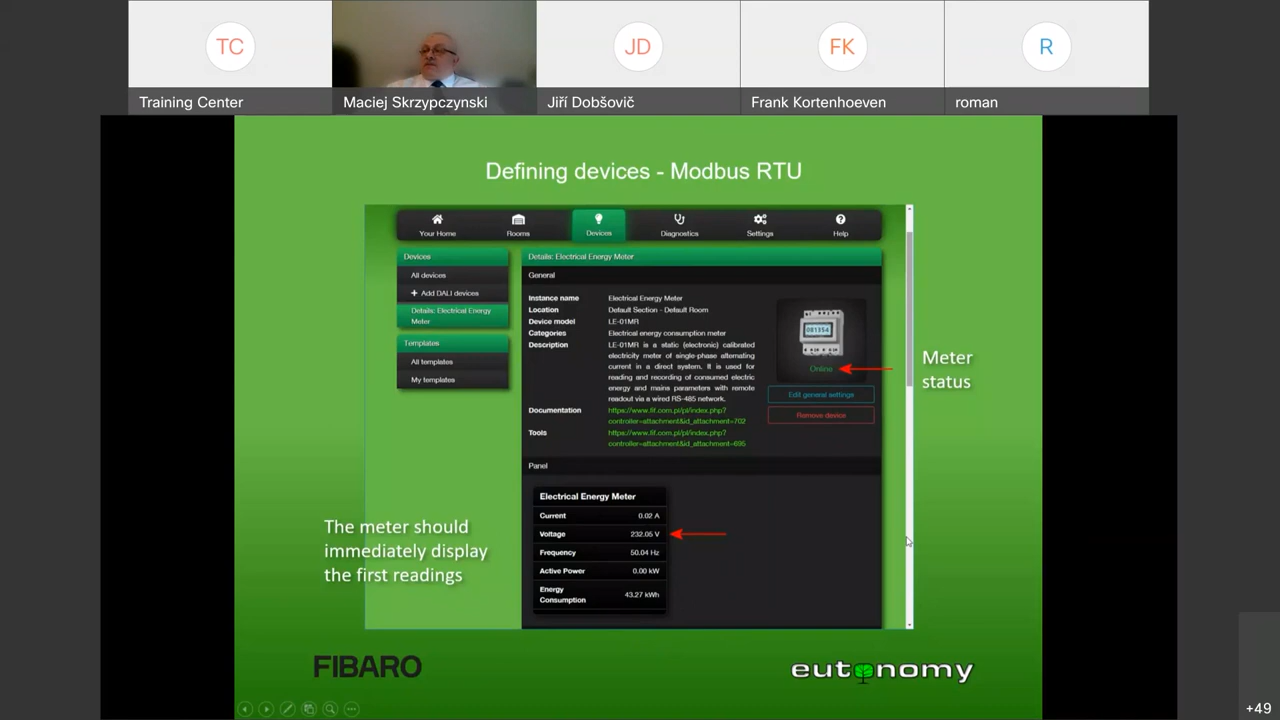 TC
JD
FK
R
Training Center
Maciej Skrzypczynski
Jiří Dobšovič
Frank Kortenhoeven
roman
Defining devices - Modbus RTU
Your Home
Rooms
Devices
Diagnostics
Settings
Help
Devices
All devices
+ Add DALI devices
Details: Electrical Energy
Meter
Templates
All templates
My templates
Details: Electrical Energy Meter
General
Instance name Electrical Energy Meter
Location Default Section - Default Room
Device model LE-01MR
Categories Electrical energy consumption meter
Description LE-01MR is a static (electronic) calibrated
electricity meter of single-phase alternating
current in a direct system. It is used for
reading and recording of consumed electric
energy and mains parameters with remote
readout via a wired RS-485 network.
Documentation https://www.fif.com.pl/pl/index.php?
controller=attachment&id_attachment=702
Tools https://www.fif.com.pl/pl/index.php?
controller=attachment&id_attachment=695
Online
Edit general settings
Remove device
Meter
status
Panel
Electrical Energy Meter
Current 0.02 A
Voltage 232.05 V
Frequency 50.04 Hz
Active Power 0.00 kW
Energy
Consumption 43.27 kWh
The meter should
immediately display
the first readings
FIBARO
eutonomy
+49